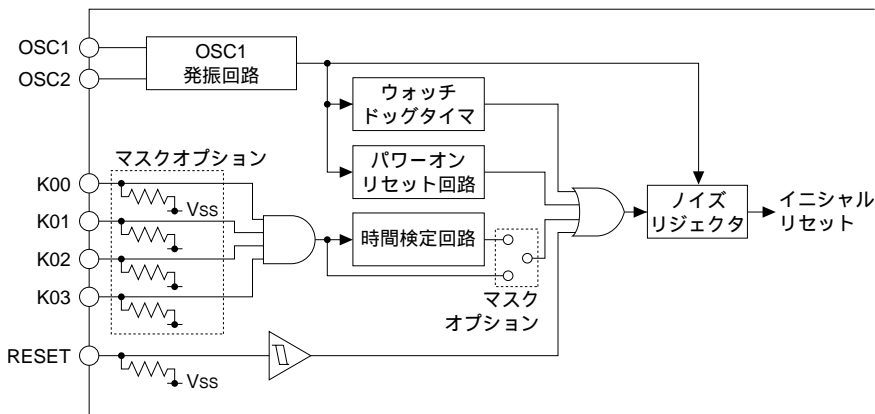 OSC1
OSC2
OSC1
発振回路
ウォッチ
ドッグタイマ
マスクオプション
パワーオン
リセット回路
K00
VSS
K01
K02
K03
時間検定回路
ノイズ
リジェクタ
イニシャル
リセット
マスク
オプション
RESET
VSS